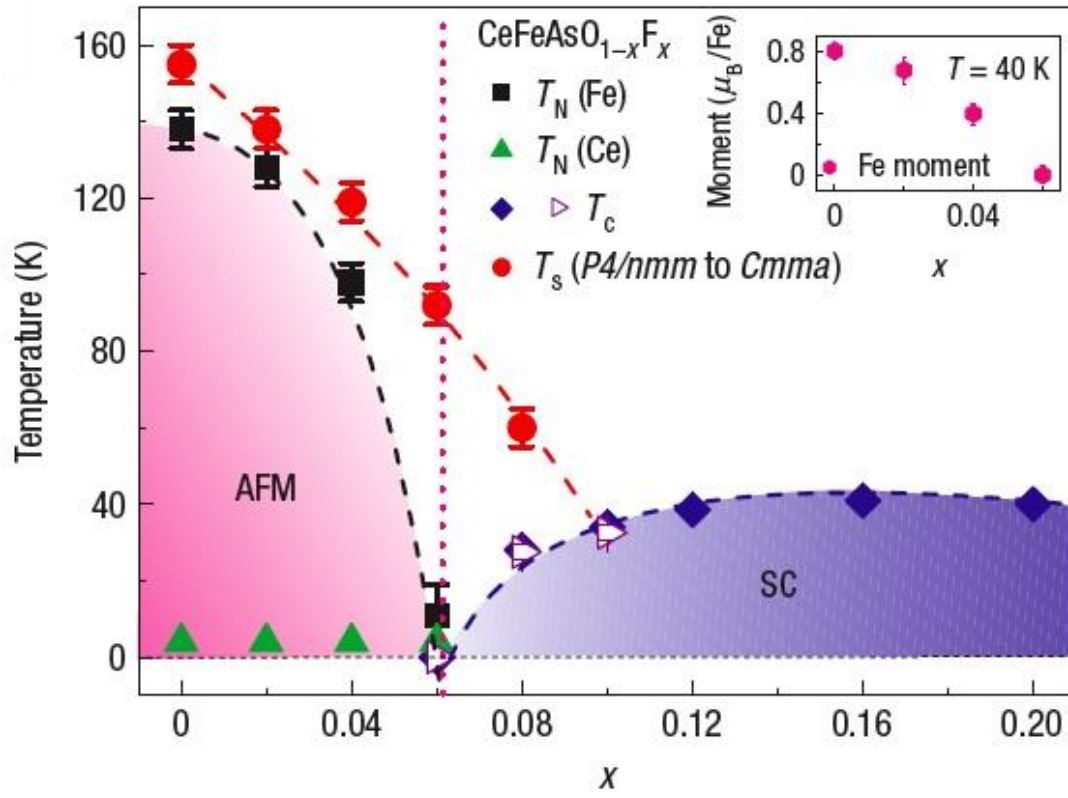 CeFeAsO1−xFx
TN (Fe)
TN (Ce)
Tc
Ts (P4/nmm to Cmma)
Temperature (K)
160
120
80
40
0
AFM
SC
0 0.04 0.08 0.12 0.16 0.20
x
Moment (μB/Fe)
0.8
0.4
0
T = 40 K
Fe moment
0 0.04
x